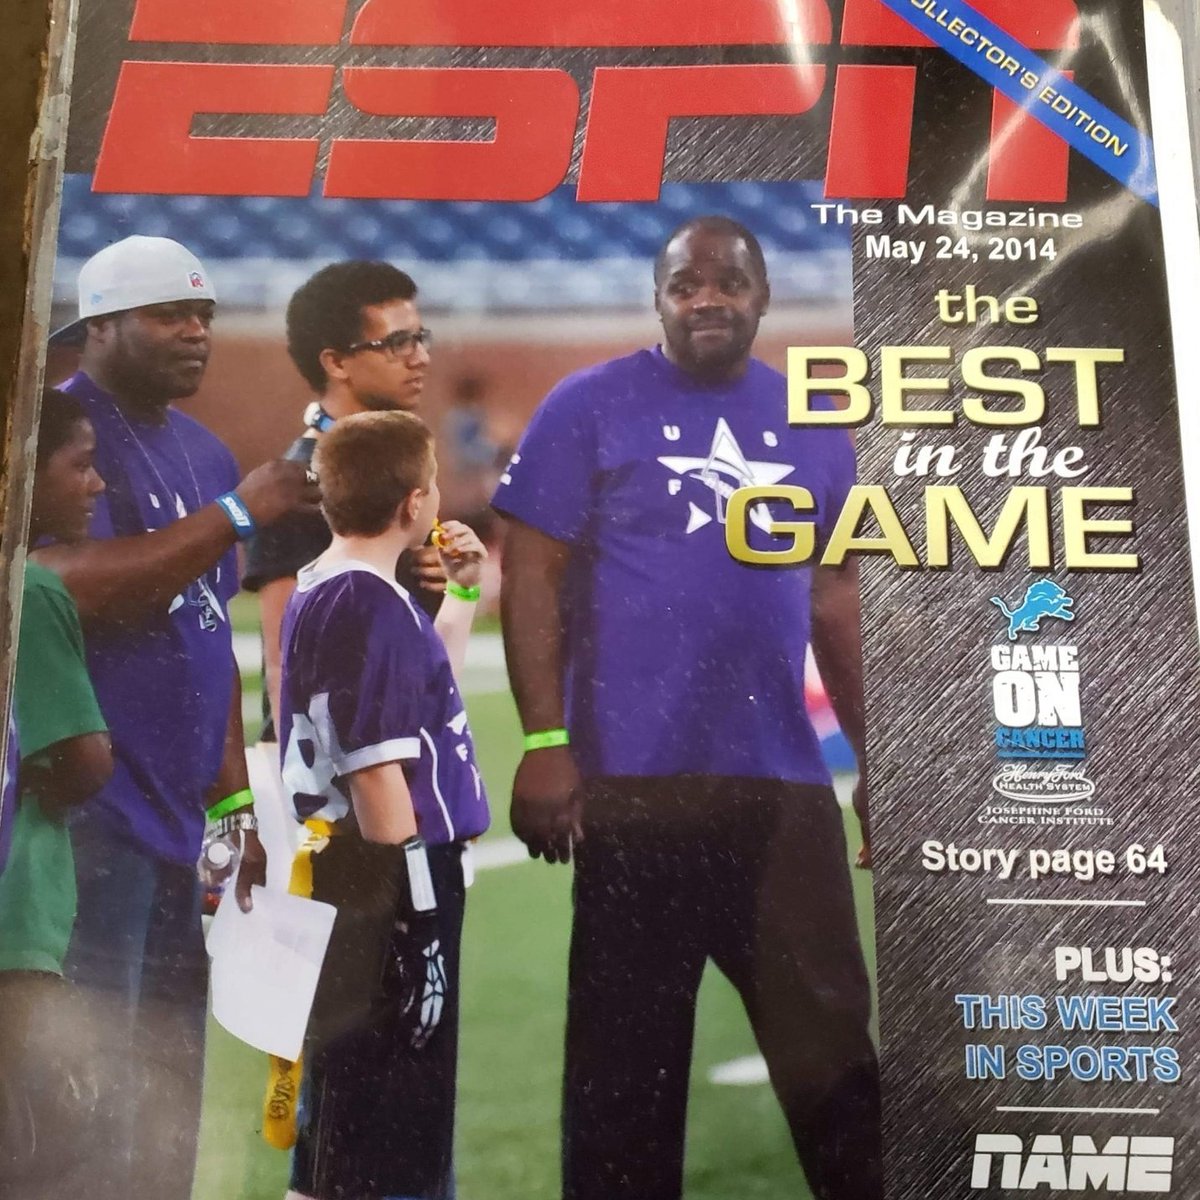 ESPN
COLLECTOR'S EDITION
The Magazine
May 24, 2014
the
BEST
in the
GAME
GAME
ON
CANCER
Henry Ford
HEALTH SYSTEM
JOSEPHINE FORD
CANCER INSTITUTE
Story page 64
PLUS:
THIS WEEK
IN SPORTS
NAME
U S
F